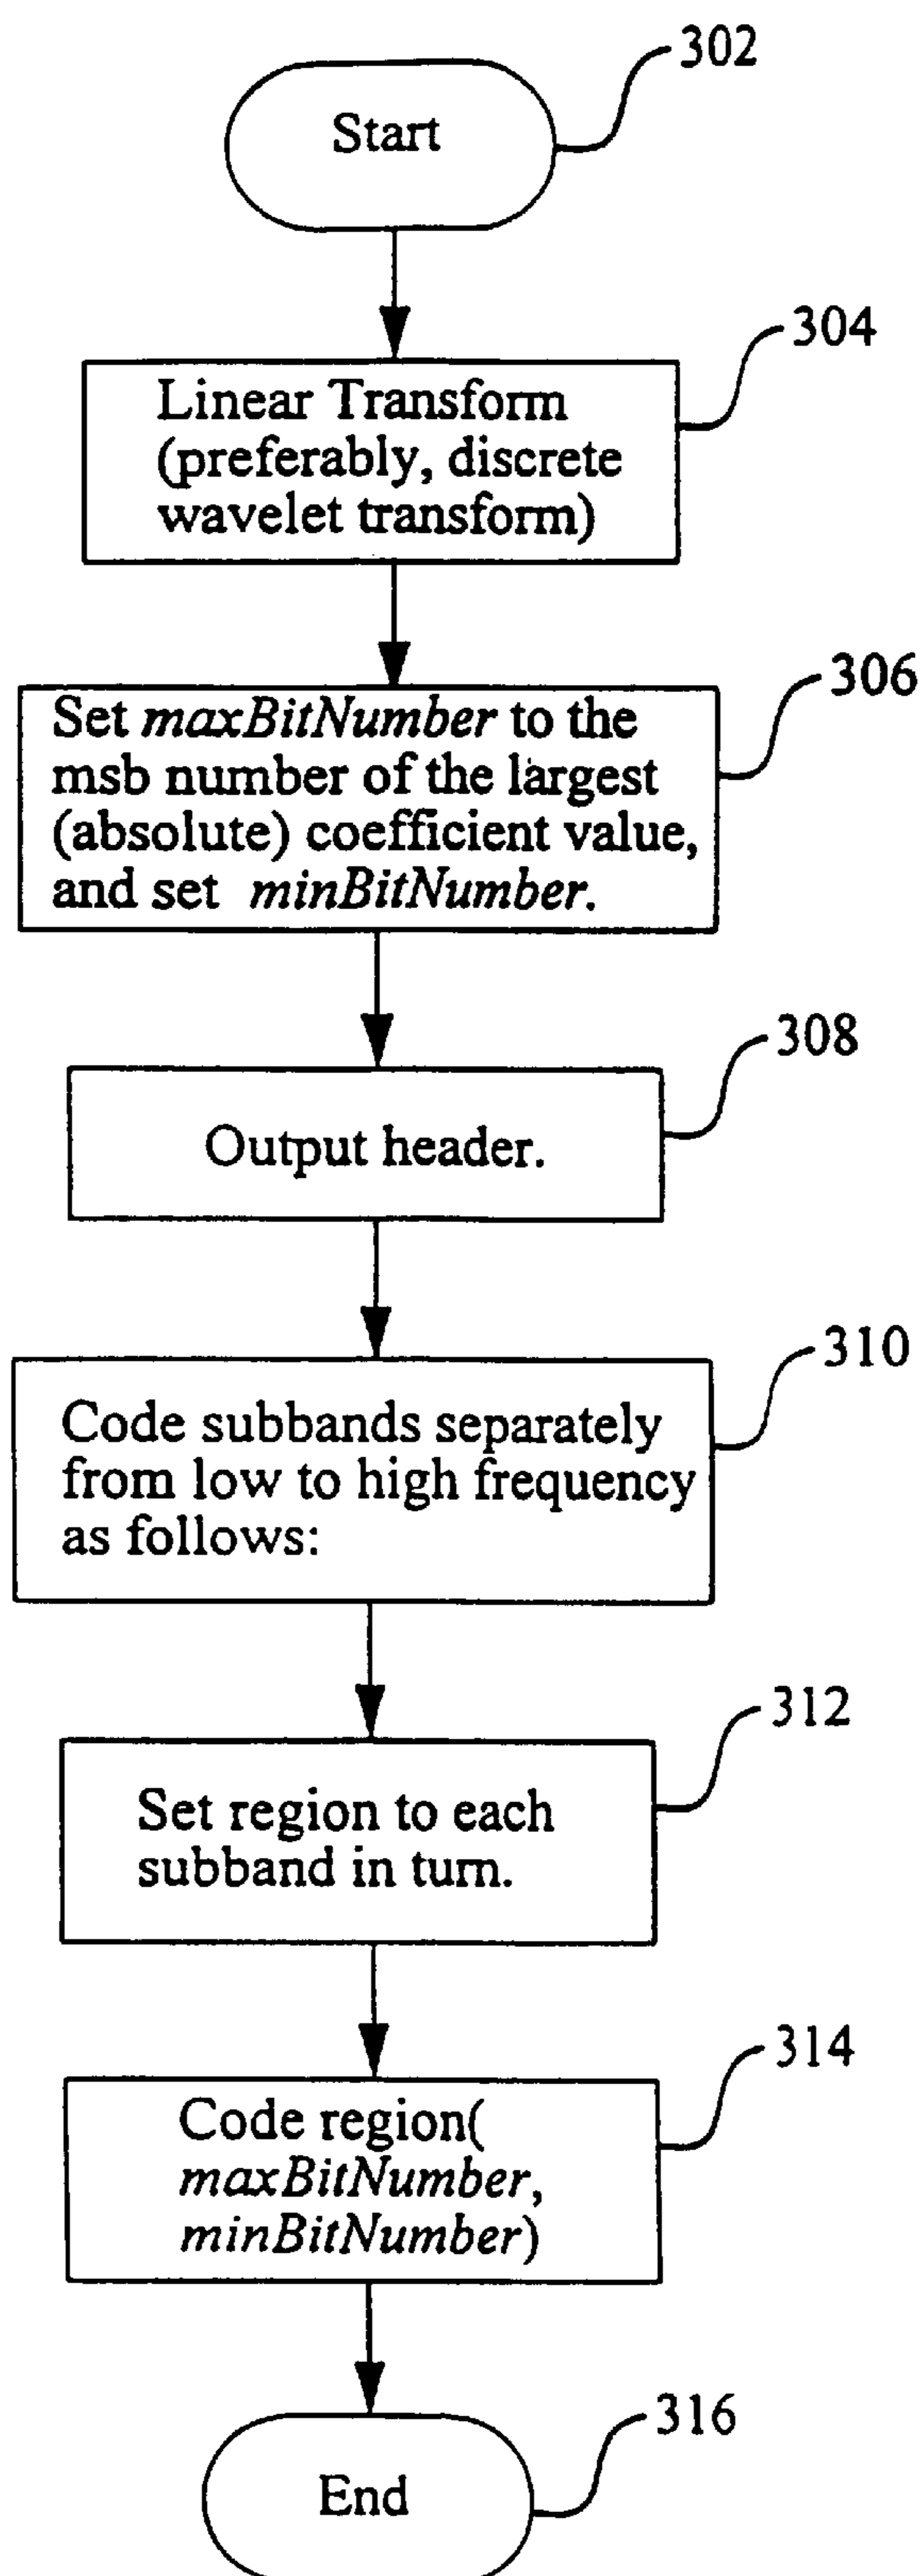 302
Start
304
Linear Transform
(preferably, discrete
wavelet transform)
306
Set maxBitNumber to the
msb number of the largest
(absolute) coefficient value,
and set minBitNumber.
308
Output header.
310
Code subbands separately
from low to high frequency
as follows:
312
Set region to each
subband in turn.
314
Code region(
maxBitNumber,
minBitNumber)
316
End